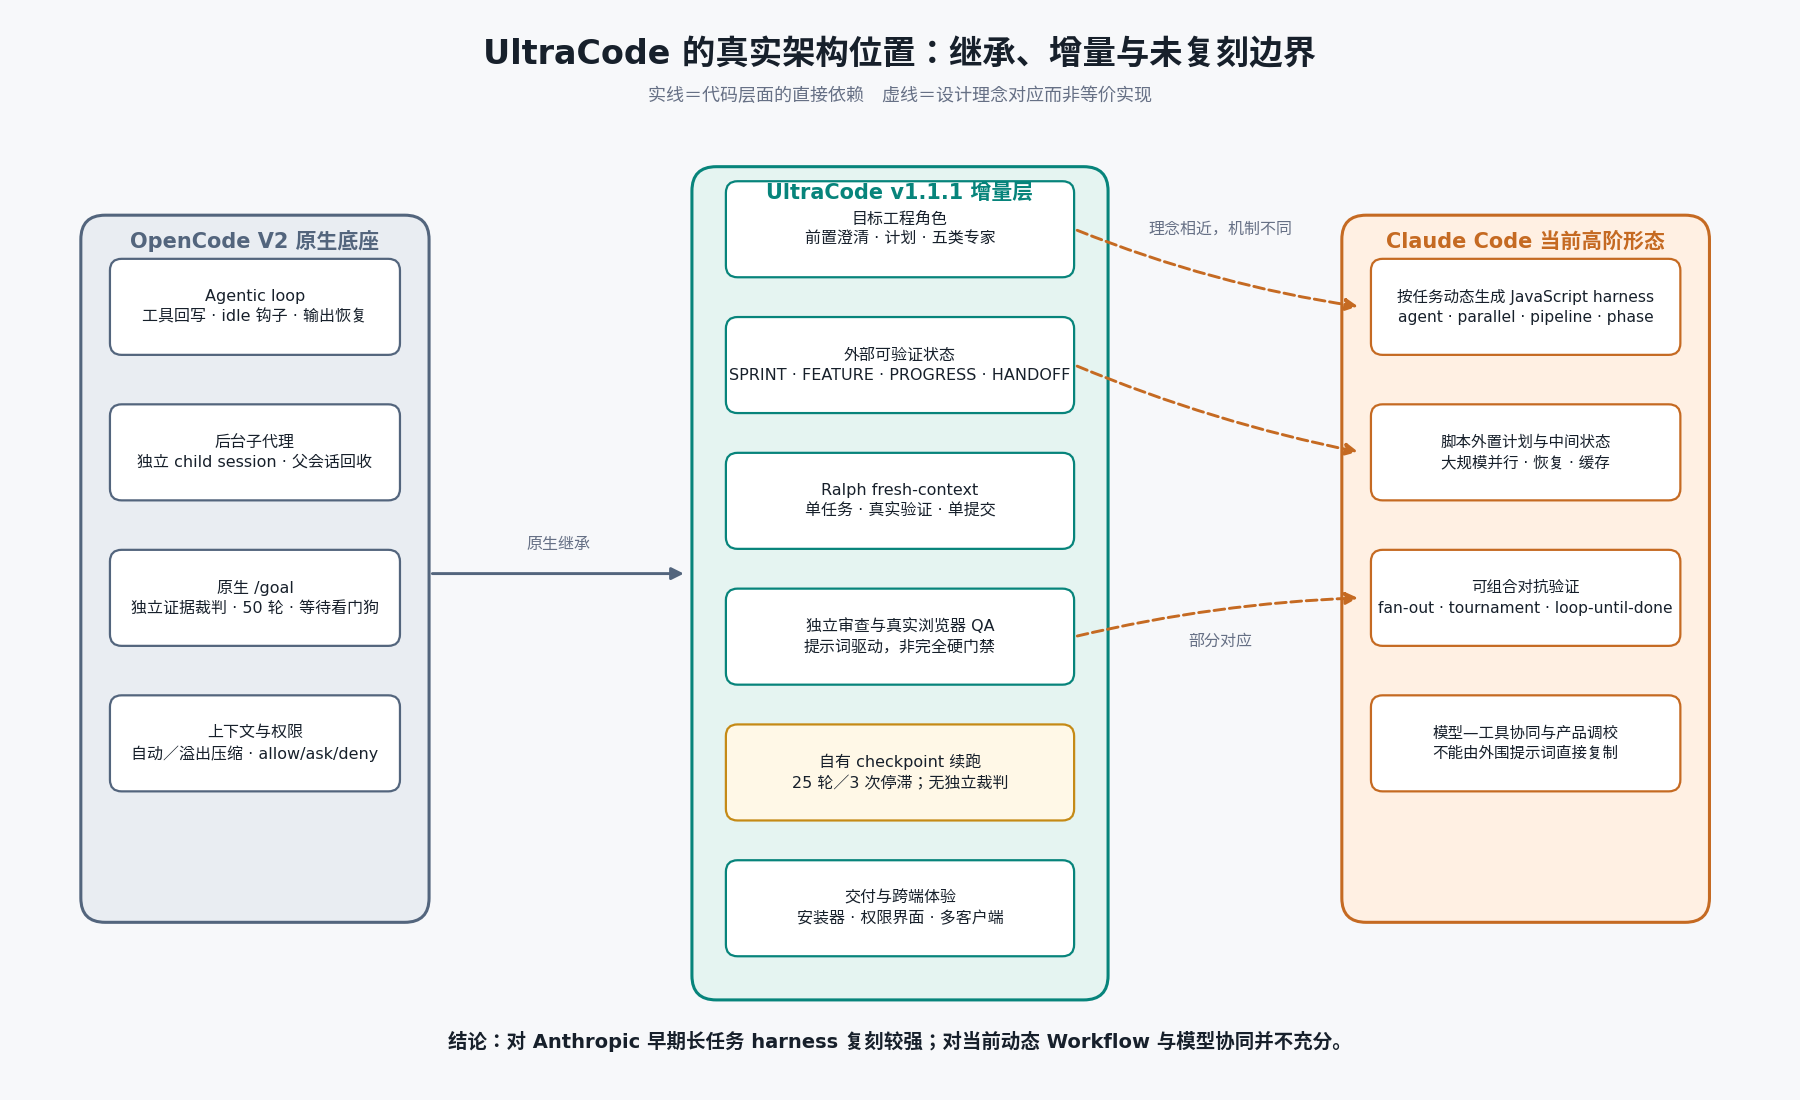 UltraCode 的真实架构位置：继承、增量与未复刻边界
实线＝代码层面的直接依赖　虚线＝设计理念对应而非等价实现
OpenCode V2 原生底座
Agentic loop
工具回写 · idle 钩子 · 输出恢复
后台子代理
独立 child session · 父会话回收
原生 /goal
独立证据裁判 · 50 轮 · 等待看门狗
上下文与权限
自动／溢出压缩 · allow/ask/deny
原生继承
UltraCode v1.1.1 增量层
目标工程角色
前置澄清 · 计划 · 五类专家
外部可验证状态
SPRINT · FEATURE · PROGRESS · HANDOFF
Ralph fresh-context
单任务 · 真实验证 · 单提交
独立审查与真实浏览器 QA
提示词驱动，非完全硬门禁
自有 checkpoint 续跑
25 轮／3 次停滞；无独立裁判
交付与跨端体验
安装器 · 权限界面 · 多客户端
理念相近，机制不同
部分对应
Claude Code 当前高阶形态
按任务动态生成 JavaScript harness
agent · parallel · pipeline · phase
脚本外置计划与中间状态
大规模并行 · 恢复 · 缓存
可组合对抗验证
fan-out · tournament · loop-until-done
模型—工具协同与产品调校
不能由外围提示词直接复制
结论：对 Anthropic 早期长任务 harness 复刻较强；对当前动态 Workflow 与模型协同并不充分。